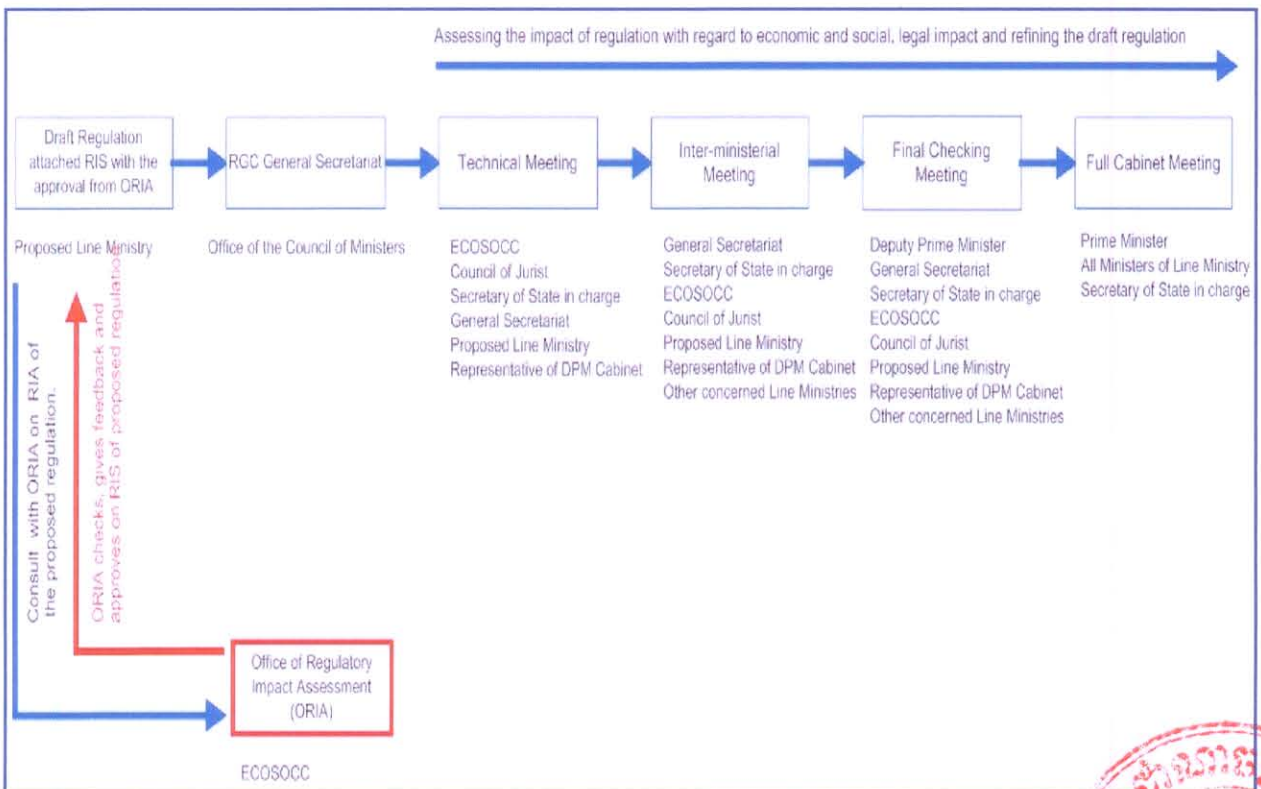 Assessing the impact of regulation with regard to economic and social, legal impact and refining the draft regulation
Draft Regulation
attached RIS with the
approval from ORIA
RGC General Secretariat
Technical Meeting
Inter-ministerial
Meeting
Final Checking
Meeting
Full Cabinet Meeting
Proposed Line Ministry
Office of the Council of Ministers
ECOSOCC
Council of Jurist
Secretary of State in charge
General Secretariat
Proposed Line Ministry
Representative of DPM Cabinet
General Secretariat
Secretary of State in charge
ECOSOCC
Council of Jurist
Proposed Line Ministry
Representative of DPM Cabinet
Other concerned Line Ministries
Deputy Prime Minister
General Secretariat
Secretary of State in charge
ECOSOCC
Council of Jurist
Proposed Line Ministry
Representative of DPM Cabinet
Other concerned Line Ministries
Prime Minister
All Ministers of Line Ministry
Secretary of State in charge
Consult with ORIA on RIA of
the proposed regulation.
ORIA checks, gives feedback and
approves on RIS of proposed regulation
Office of Regulatory
Impact Assessment
(ORIA)
ECOSOCC